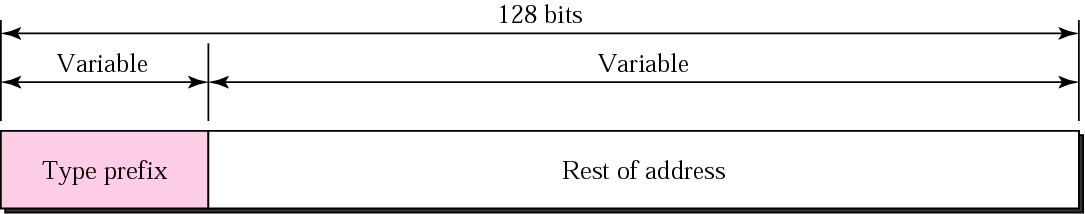 128 bits
Variable Variable
Type prefix Rest of address